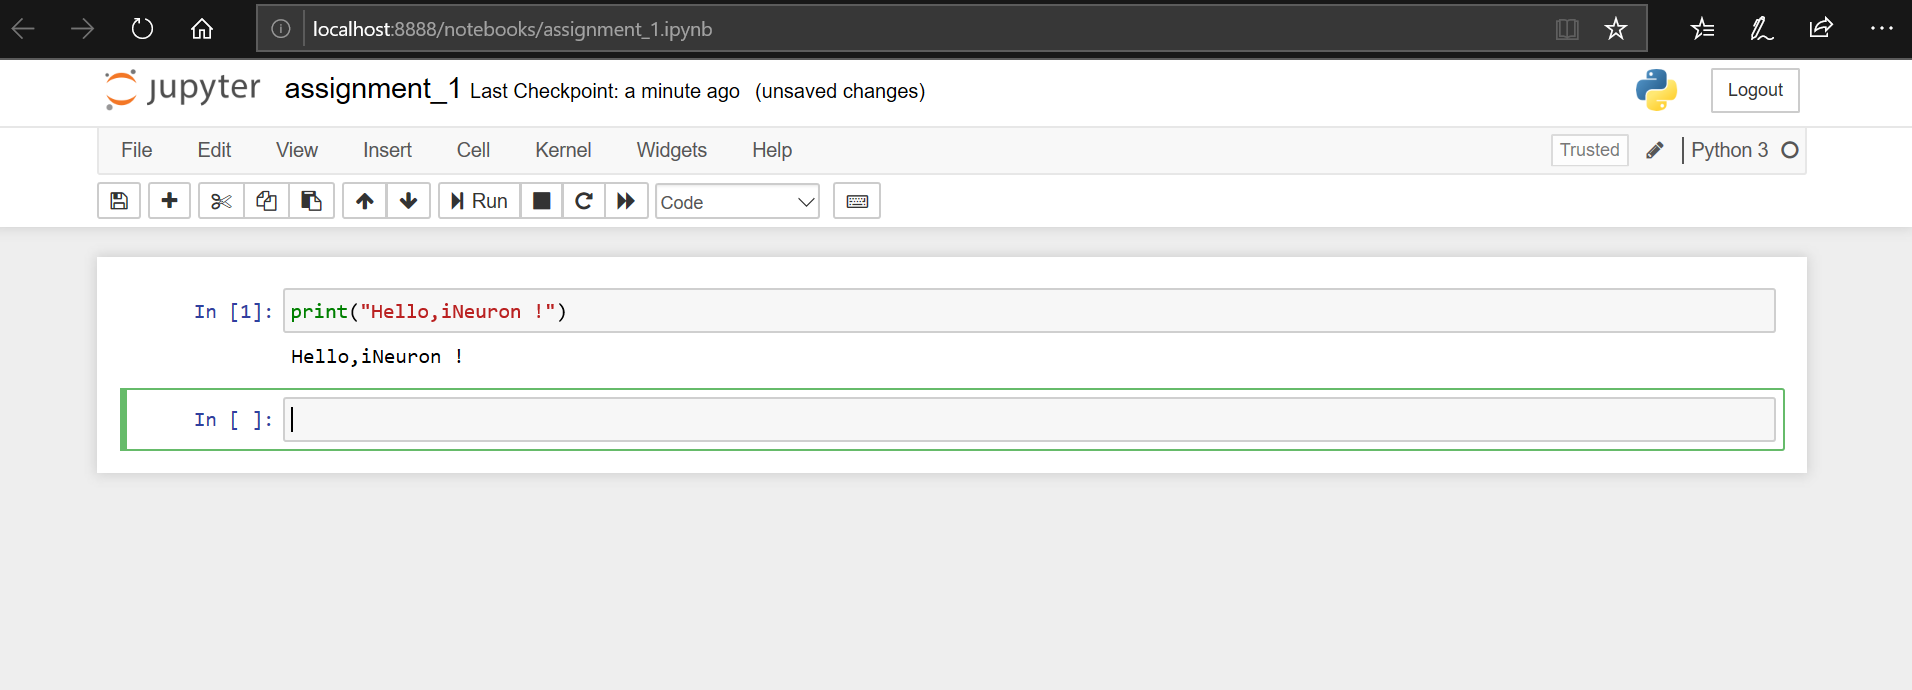 localhost:8888/notebooks/assignment_1.ipynb
jupyter assignment_1 Last Checkpoint: a minute ago (unsaved changes) Logout
File Edit View Insert Cell Kernel Widgets Help Trusted Python 3
Run Code
In [1]: print("Hello,iNeuron !")
Hello,iNeuron !
In [ ]: